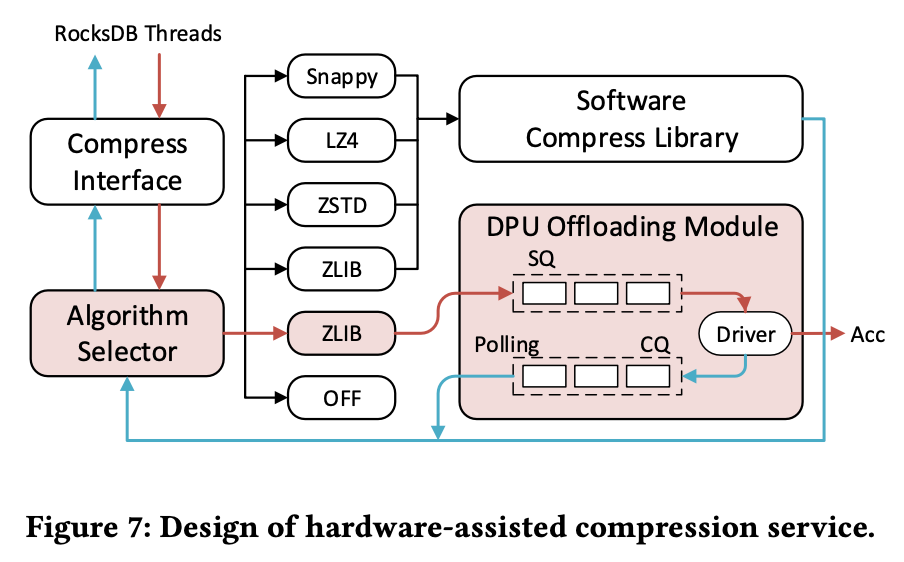 RocksDB Threads
Compress
Interface
Algorithm
Selector
Snappy
LZ4
ZSTD
ZLIB
ZLIB
OFF
Software
Compress Library
DPU Offloading Module
SQ
Driver
Acc
Polling
CQ
Figure 7: Design of hardware-assisted compression service.